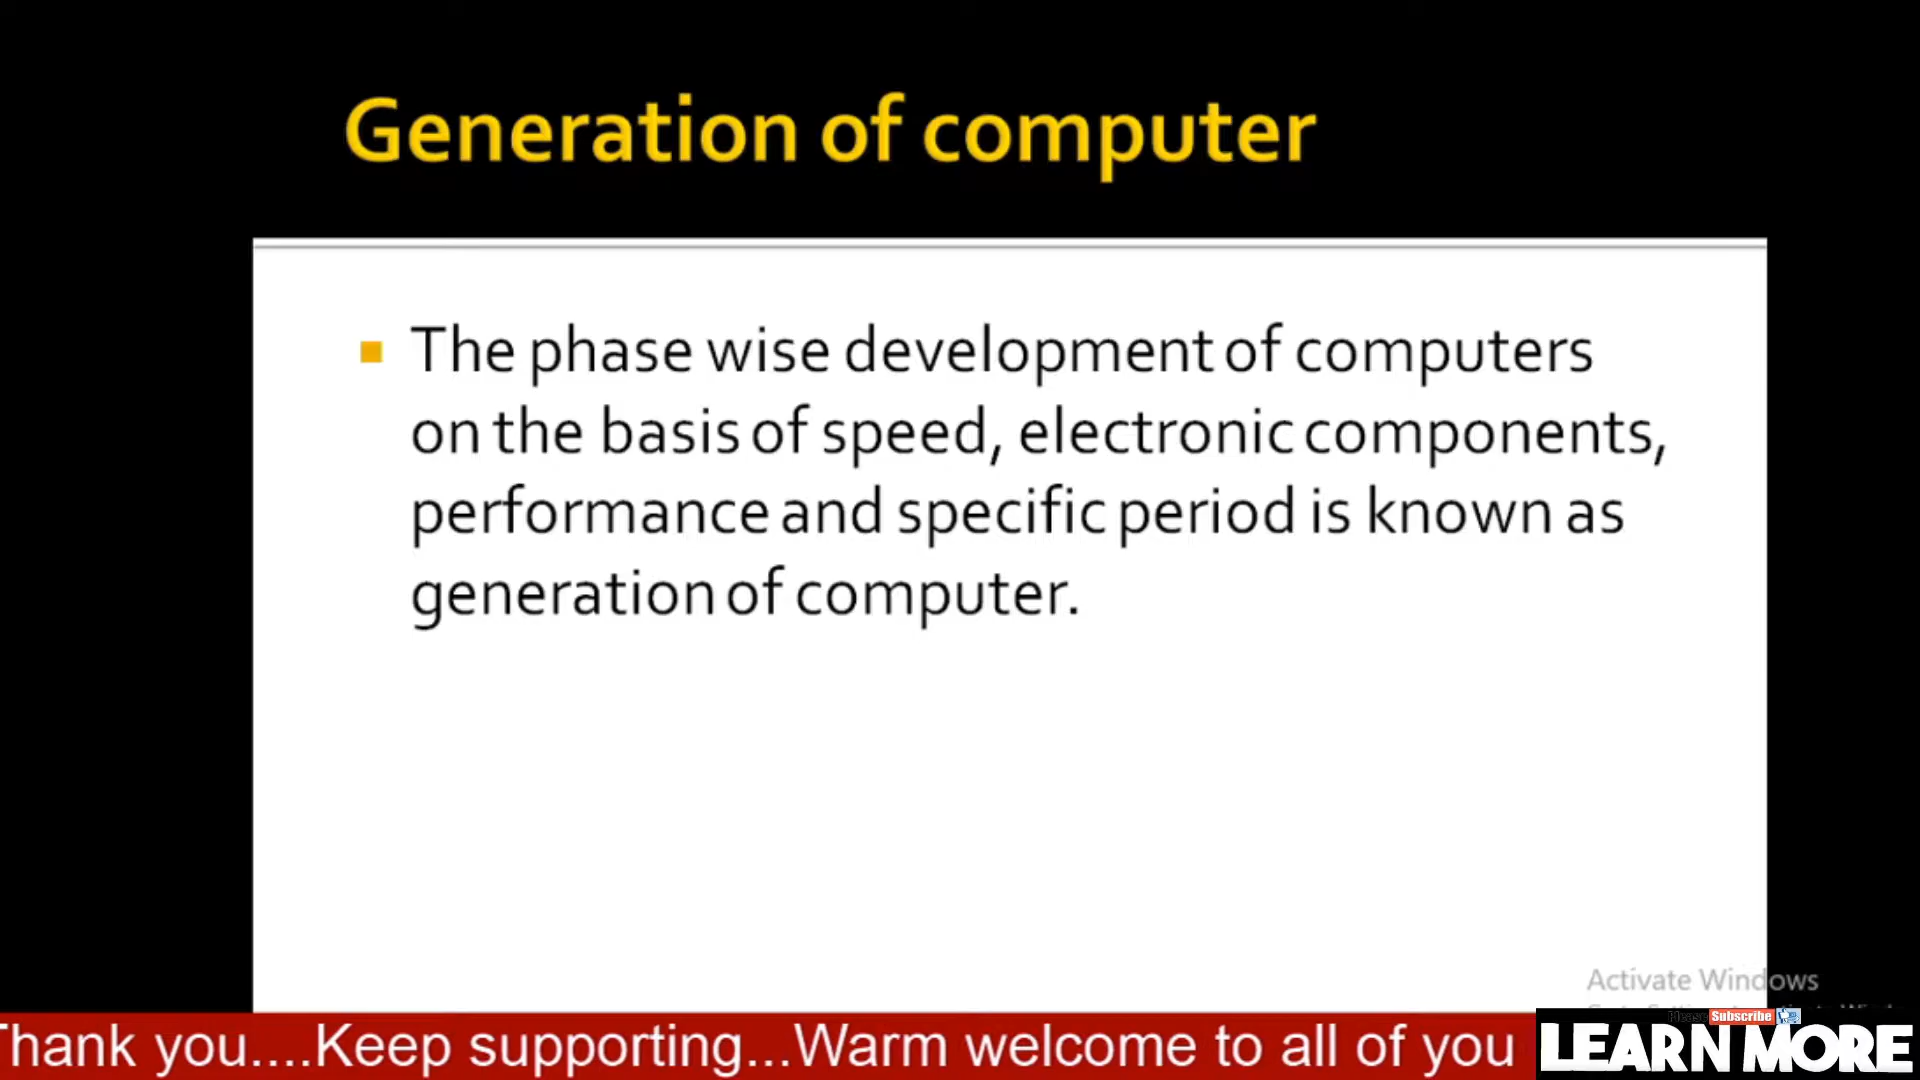 Generation of computer
The phase wise development of computers
on the basis of speed, electronic components,
performance and specific period is known as
generation of computer.
Activate Windows
Please Subscribe
Thank you....Keep supporting...Warm welcome to all of you
LEARN MORE